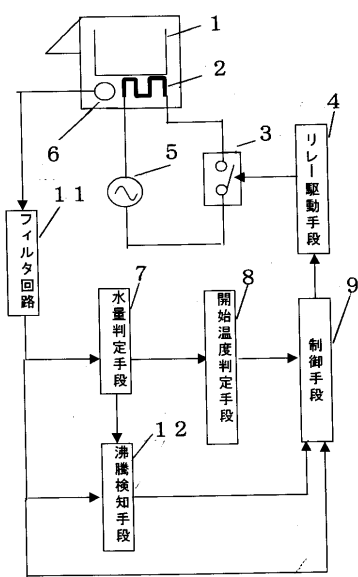 1
2
3
4
リレー駆動手段
5
6
11
フィルタ回路
7
水量判定手段
8
開始温度判定手段
9
制御手段
12
沸騰検知手段